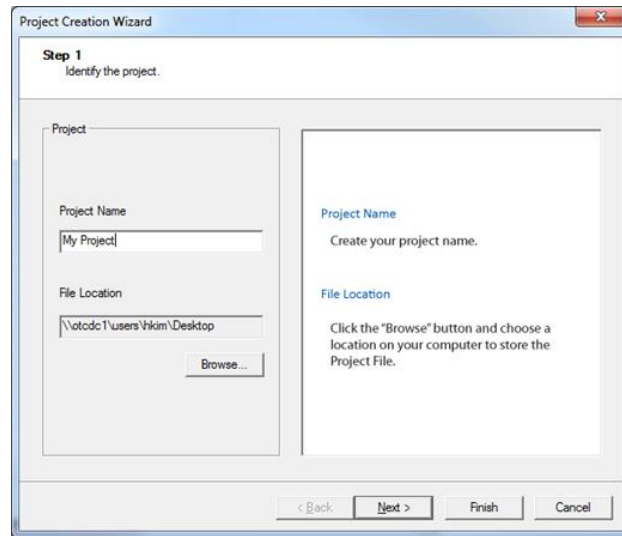 Project Creation Wizard
Step 1
Identify the project.
Project
Project Name
My Project
File Location
\\otcdc1\users\hkim\Desktop
Browse...
Project Name
Create your project name.
File Location
Click the "Browse" button and choose a
location on your computer to store the
Project File.
< Back
Next >
Finish
Cancel